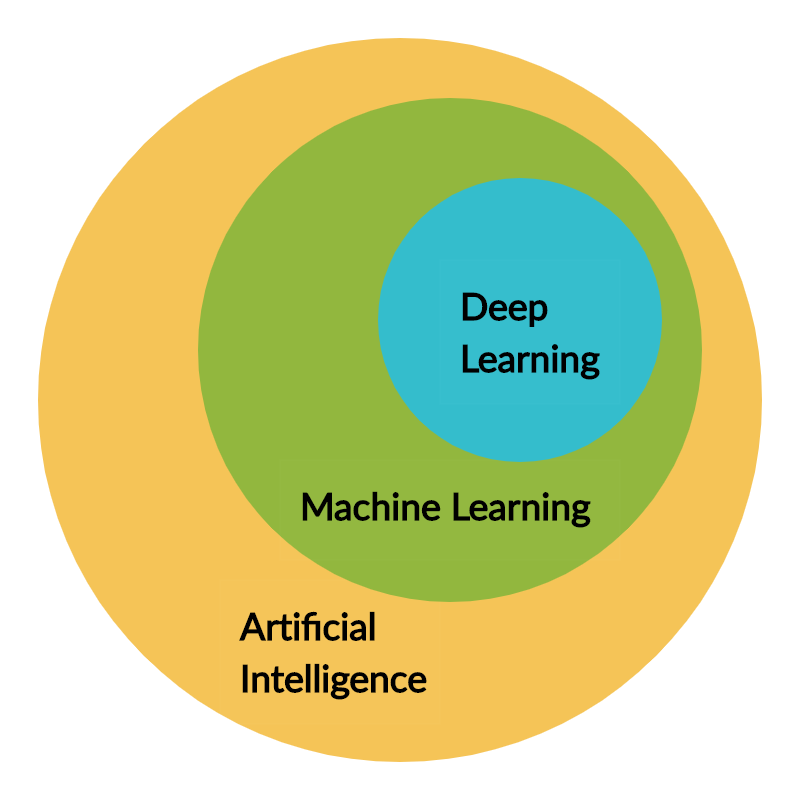 Deep
Learning
Machine Learning
Artificial
Intelligence